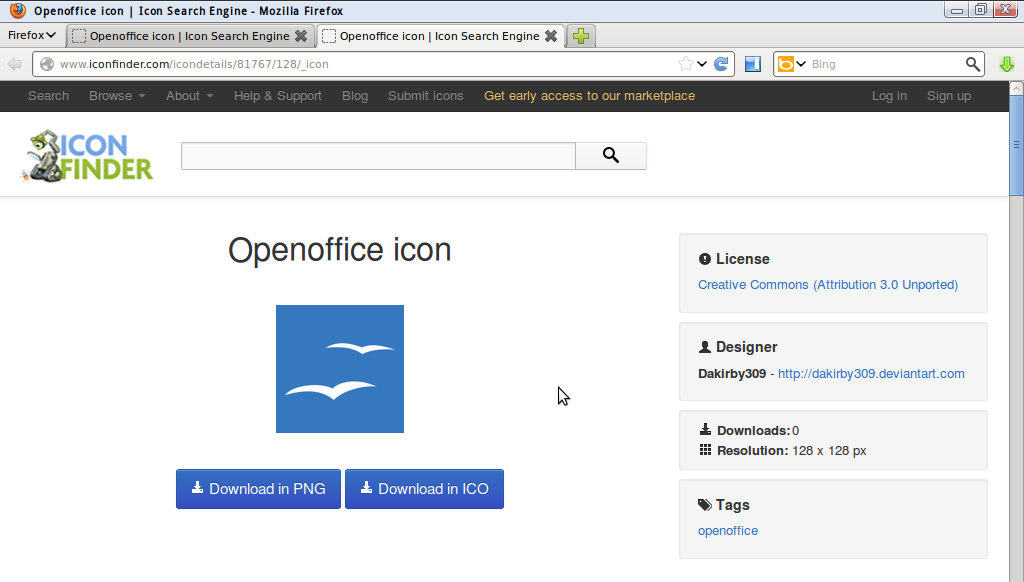 Openoffice icon | Icon Search Engine - Mozilla Firefox
Firefox
Openoffice icon | Icon Search Engine
Openoffice icon | Icon Search Engine
www.iconfinder.com/icondetails/81767/128/_icon
Bing
Search Browse About Help & Support Blog Submit icons Get early access to our marketplace Log in Sign up
ICON
FINDER
Openoffice icon
Download in PNG
Download in ICO
License
Creative Commons (Attribution 3.0 Unported)
Designer
Dakirby309 - http://dakirby309.deviantart.com
Downloads: 0
Resolution: 128 x 128 px
Tags
openoffice